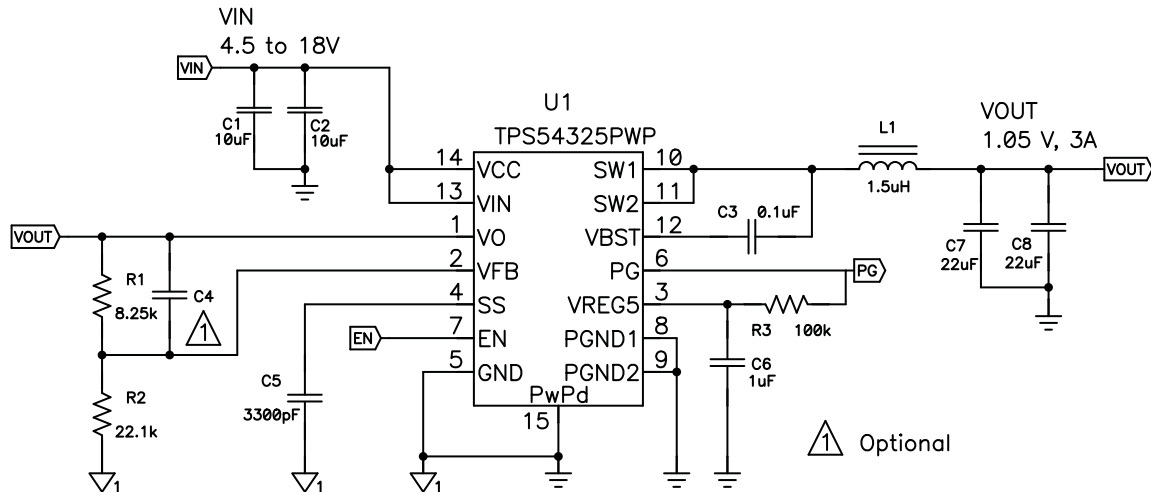 VIN
4.5 to 18V
VIN
C1
10uF
C2
10uF
U1
TPS54325PWP
14 VCC SW1 10
13 VIN SW2 11
1 VO VBST 12
2 VFB PG 6
4 SS VREG5 3
7 EN PGND1 8
5 GND PGND2 9
PwPd
15
L1
1.5uH
VOUT
1.05 V, 3A
VOUT
C3 0.1uF
C7
22uF
C8
22uF
VOUT
R1
8.25k
C4
1
PG
R3 100k
C6
1uF
EN
C5
3300pF
R2
22.1k
1
1
1
1 Optional